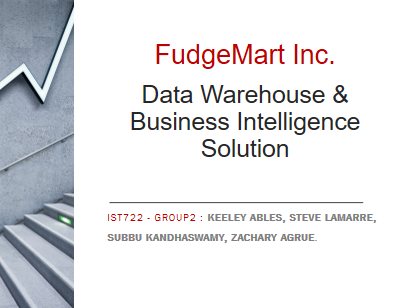 FudgeMart Inc.
Data Warehouse &
Business Intelligence
Solution
IST722 - GROUP2 : KEELEY ABLES, STEVE LAMARRE,
SUBBU KANDHASWAMY, ZACHARY AGRUE.